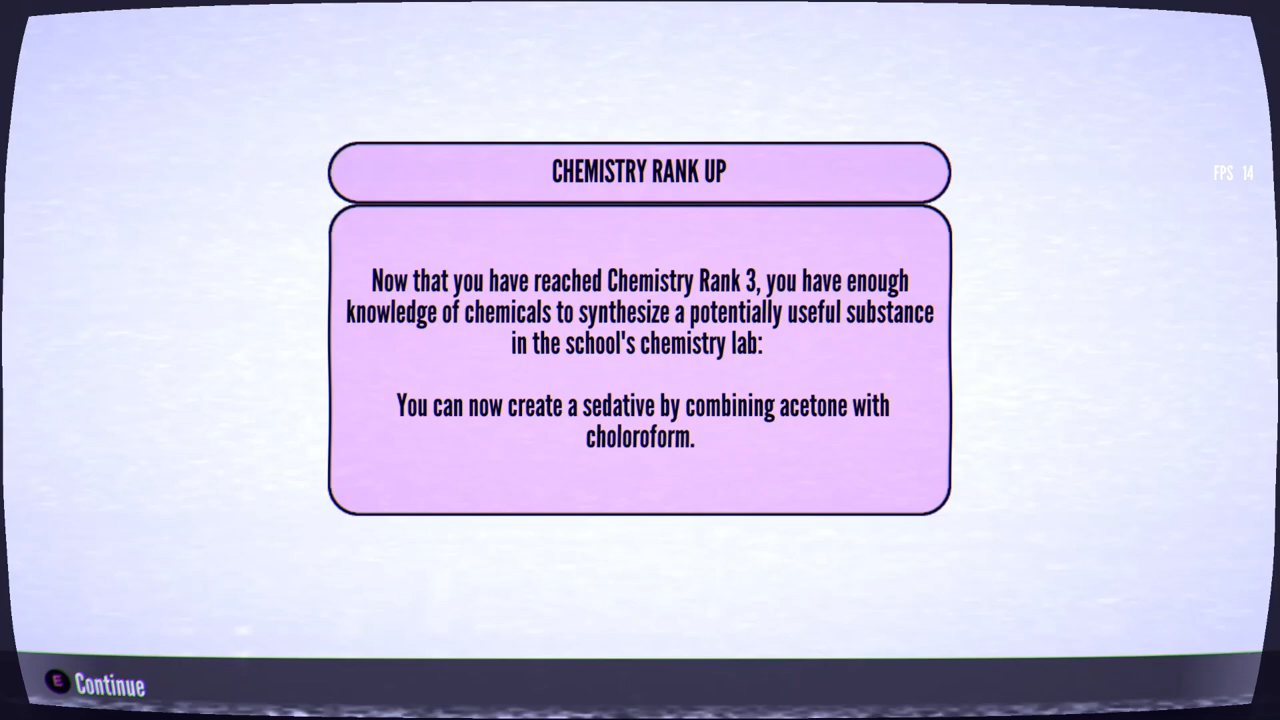 CHEMISTRY RANK UP
FPS 14
Now that you have reached Chemistry Rank 3, you have enough
knowledge of chemicals to synthesize a potentially useful substance
in the school's chemistry lab:
You can now create a sedative by combining acetone with
choloroform.
E Continue